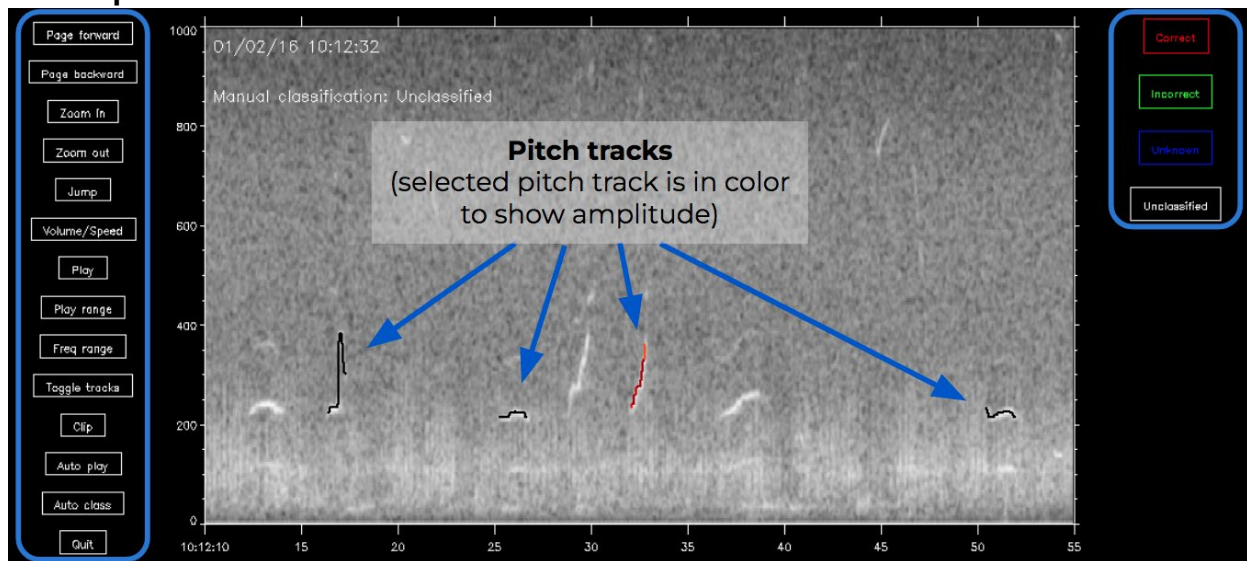 Page forward
Page backward
Zoom In
Zoom out
Jump
Volume/Speed
Play
Play range
Freq range
Toggle tracks
Clip
Auto play
Auto class
Quit
01/02/16 10:12:32
Manual classification: Unclassified
Pitch tracks
(selected pitch track is in color
to show amplitude)
1000
800
600
400
200
0
10:12:10 15 20 25 30 35 40 45 50 55
Correct
Incorrect
Unknown
Unclassified